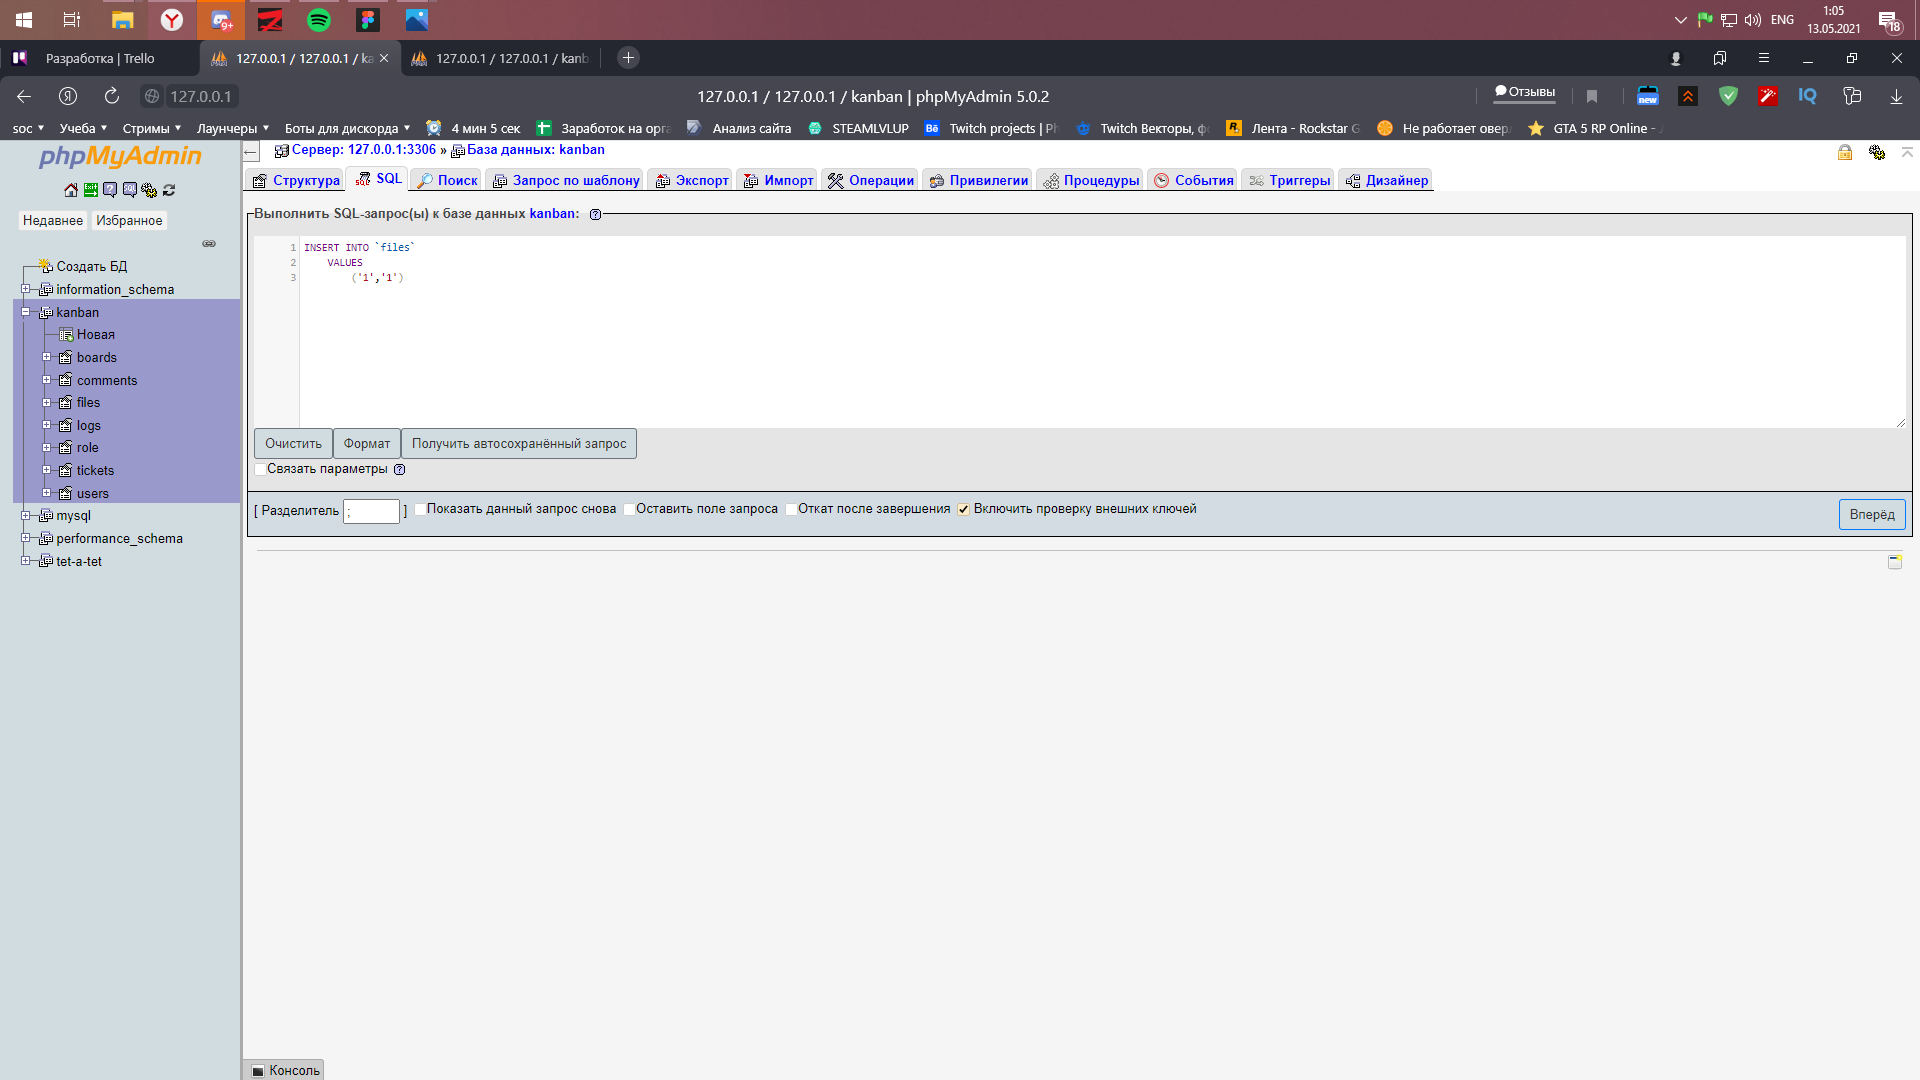 9+
ENG
1:05
13.05.2021
18
Разработка | Trello
127.0.0.1 / 127.0.0.1 / ka
127.0.0.1 / 127.0.0.1 / kanb
127.0.0.1
127.0.0.1 / 127.0.0.1 / kanban | phpMyAdmin 5.0.2
Отзывы
new
IQ
soc
Учеба
Стримы
Лаунчеры
Боты для дискорда
4 мин 5 сек
Заработок на орга
Анализ сайта
STEAMLVLUP
Bē
Twitch projects | Ph
Twitch Векторы, фо
Лента - Rockstar G
Не работает овер
GTA 5 RP Online -
phpMyAdmin
Недавнее
Избранное
Создать БД
information_schema
kanban
Новая
boards
comments
files
logs
role
tickets
users
mysql
performance_schema
tet-a-tet
Сервер: 127.0.0.1:3306 » База данных: kanban
Структура
SQL
Поиск
Запрос по шаблону
Экспорт
Импорт
Операции
Привилегии
Процедуры
События
Триггеры
Дизайнер
Выполнить SQL-запрос(ы) к базе данных kanban:
1 INSERT INTO `files`
2 VALUES
3 ('1','1')
Очистить
Формат
Получить автосохранённый запрос
Связать параметры
[ Разделитель ; ] Показать данный запрос снова Оставить поле запроса Откат после завершения Включить проверку внешних ключей
Вперёд
Консоль